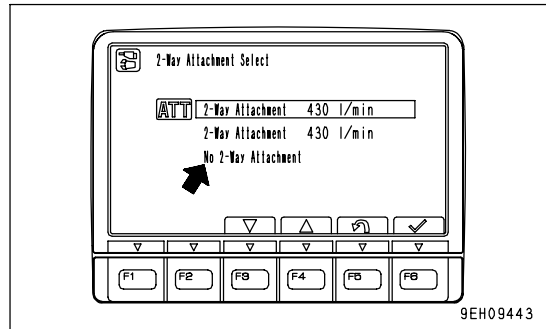 2-Way Attachment Select
ATT 2-Way Attachment 430 l/min
2-Way Attachment 430 l/min
No 2-Way Attachment
F1 F2 F3 F4 F5 F6
9EH09443